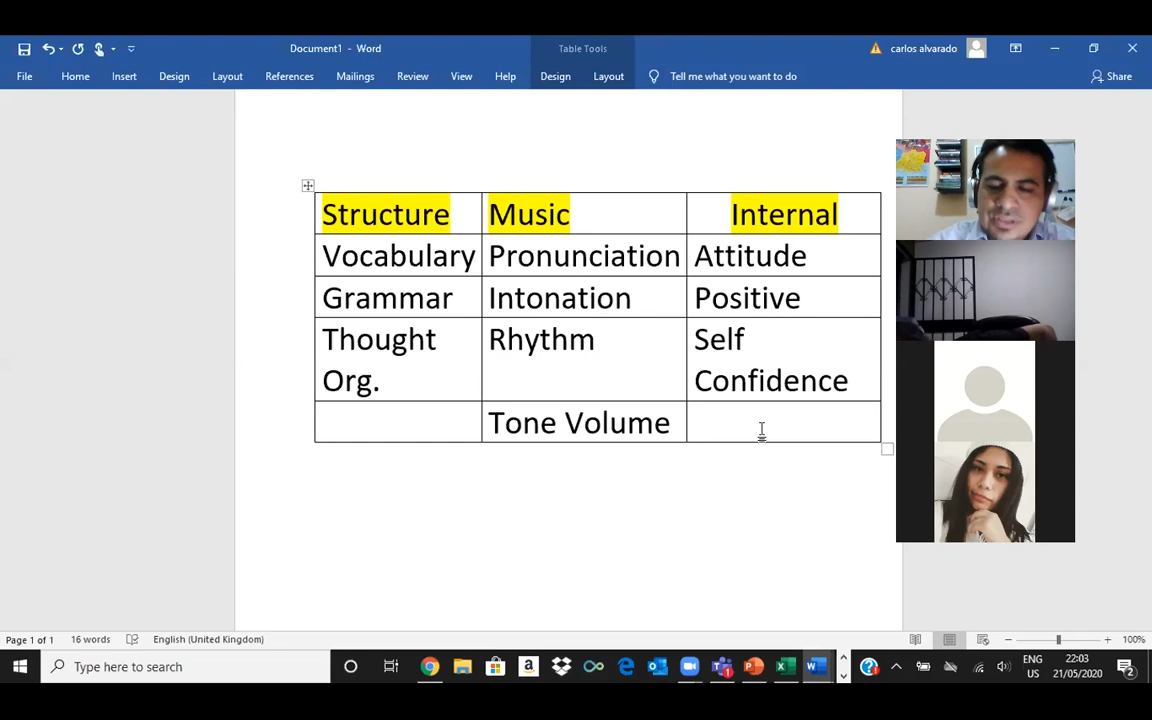 Document1 - Word
Table Tools
carlos alvarado
File Home Insert Design Layout References Mailings Review View Help Design Layout Tell me what you want to do Share
Structure Music Internal
Vocabulary Pronunciation Attitude
Grammar Intonation Positive
Thought Rhythm Self
Org. Confidence
Tone Volume
Page 1 of 1 16 words English (United Kingdom) 100%
Type here to search
ENG 22:03
US 21/05/2020